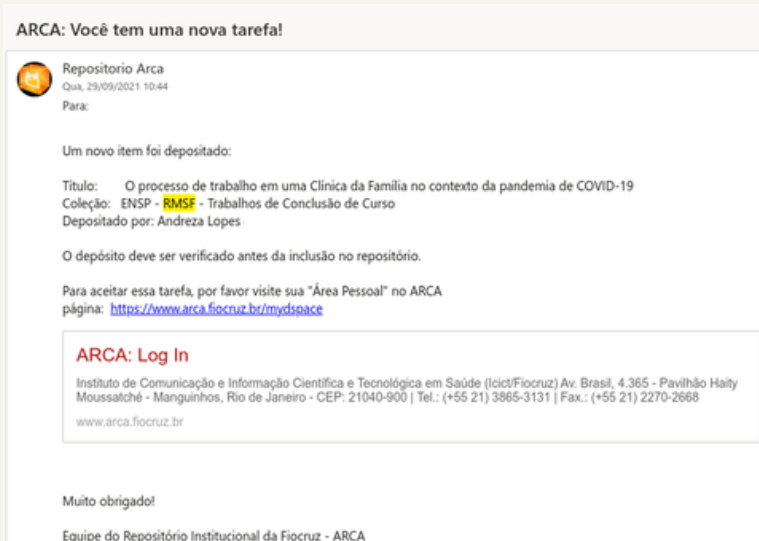 ARCA: Você tem uma nova tarefa!
Repositorio Arca
Qua, 29/09/2021 10:44
Para:
Um novo item foi depositado:
Título: O processo de trabalho em uma Clínica da Família no contexto da pandemia de COVID-19
Coleção: ENSP - RMSF - Trabalhos de Conclusão de Curso
Depositado por: Andreza Lopes
O depósito deve ser verificado antes da inclusão no repositório.
Para aceitar essa tarefa, por favor visite sua "Área Pessoal" no ARCA
página: https://www.arca.fiocruz.br/mydspace
ARCA: Log In
Instituto de Comunicação e Informação Científica e Tecnológica em Saúde (Icict/Fiocruz) Av. Brasil, 4.365 - Pavilhão Haity
Moussatché - Manguinhos, Rio de Janeiro - CEP: 21040-900 | Tel.: (+55 21) 3865-3131 | Fax.: (+55 21) 2270-2668
www.arca.fiocruz.br
Muito obrigado!
Equipe do Repositório Institucional da Fiocruz - ARCA